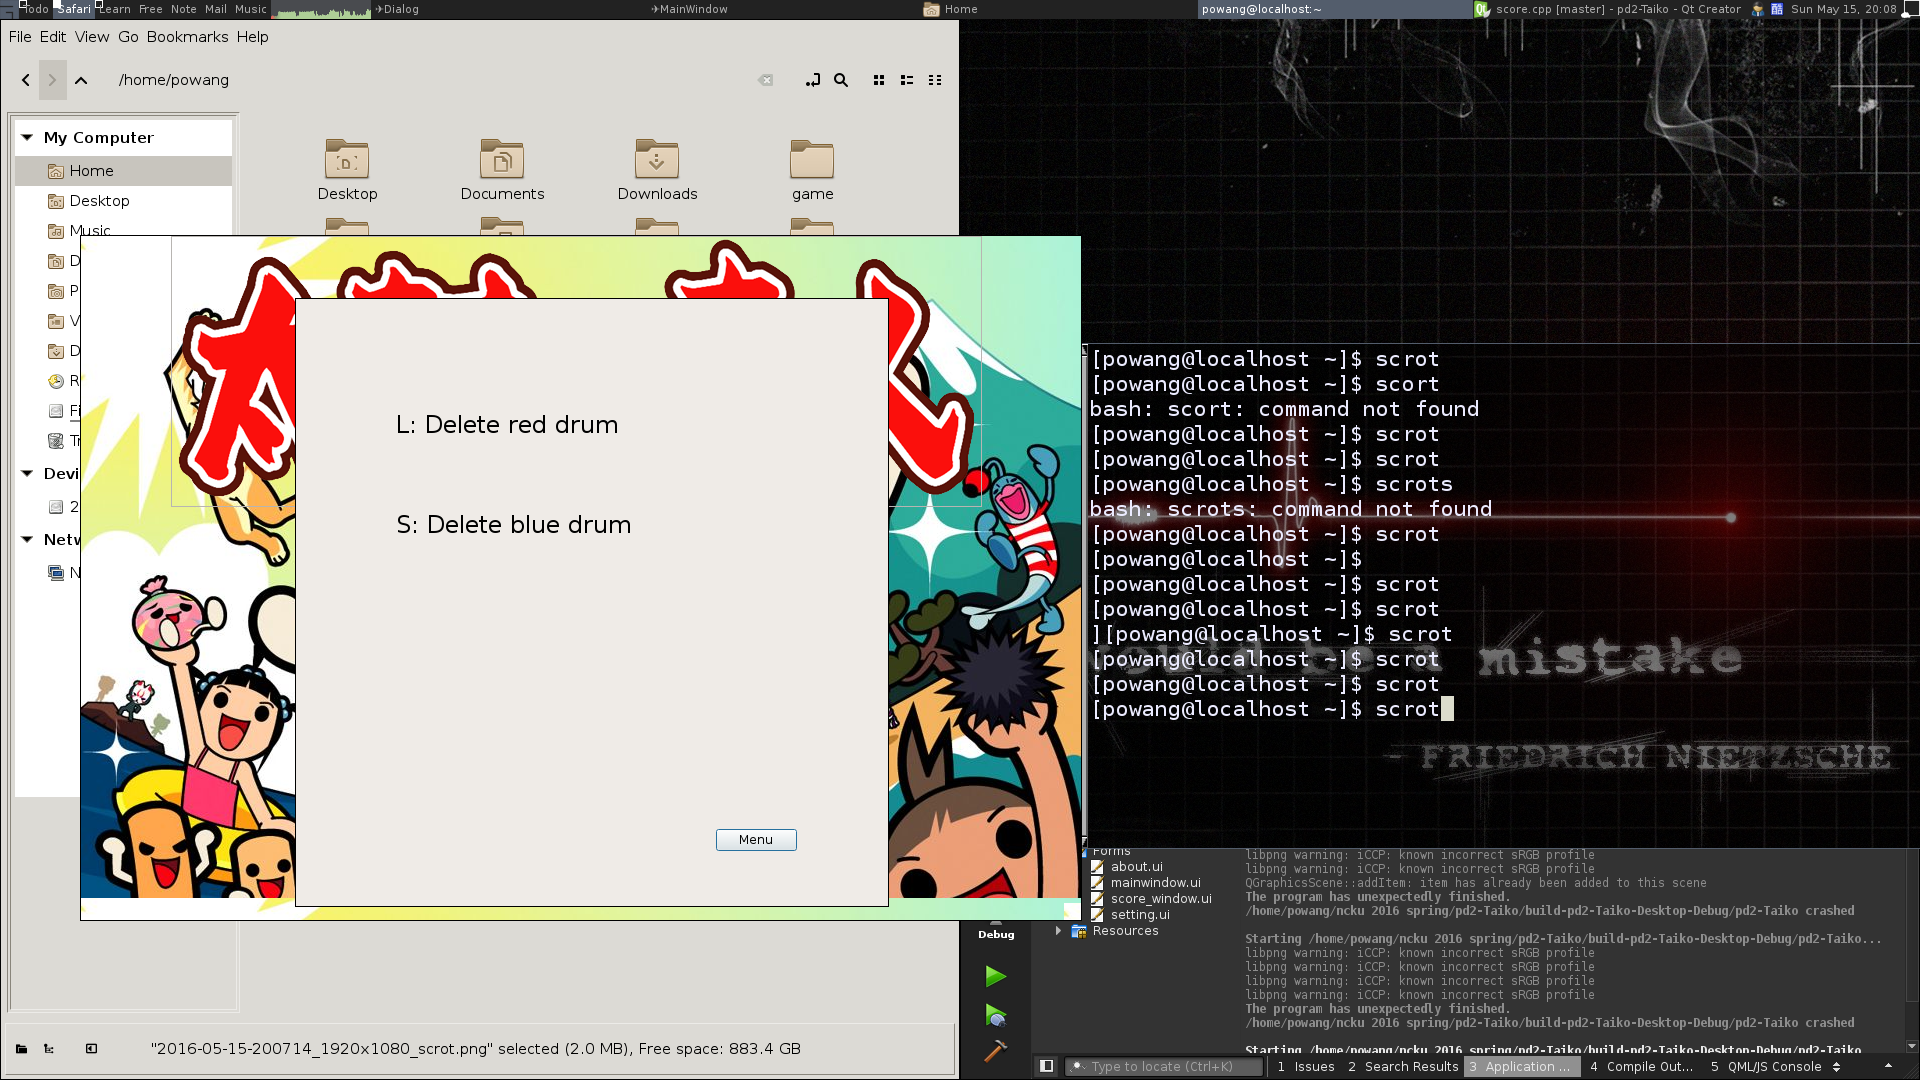 Todo Safari Learn Free Note Mail Music ✈Dialog ✈MainWindow Home powang@localhost:~ score.cpp [master] - pd2-Taiko - Qt Creator 酷 Sun May 15, 20:08
File Edit View Go Bookmarks Help
/home/powang
My Computer
Home
Desktop
Music
D
P
V
D
R
Fi
Tr
Devi
2
Netw
N
Desktop Documents Downloads game
L: Delete red drum
S: Delete blue drum
Menu
[powang@localhost ~]$ scrot
[powang@localhost ~]$ scort
bash: scort: command not found
[powang@localhost ~]$ scrot
[powang@localhost ~]$ scrot
[powang@localhost ~]$ scrots
bash: scrots: command not found
[powang@localhost ~]$ scrot
[powang@localhost ~]$
[powang@localhost ~]$ scrot
[powang@localhost ~]$ scrot
][powang@localhost ~]$ scrot
[powang@localhost ~]$ scrot
[powang@localhost ~]$ scrot
[powang@localhost ~]$ scrot
would be a mistake
- FRIEDRICH NIETZSCHE
Forms
about.ui
mainwindow.ui
score_window.ui
setting.ui
Resources
Debug
libpng warning: iCCP: known incorrect sRGB profile
libpng warning: iCCP: known incorrect sRGB profile
QGraphicsScene::addItem: item has already been added to this scene
The program has unexpectedly finished.
/home/powang/ncku 2016 spring/pd2-Taiko/build-pd2-Taiko-Desktop-Debug/pd2-Taiko crashed
Starting /home/powang/ncku 2016 spring/pd2-Taiko/build-pd2-Taiko-Desktop-Debug/pd2-Taiko...
libpng warning: iCCP: known incorrect sRGB profile
libpng warning: iCCP: known incorrect sRGB profile
libpng warning: iCCP: known incorrect sRGB profile
libpng warning: iCCP: known incorrect sRGB profile
The program has unexpectedly finished.
/home/powang/ncku 2016 spring/pd2-Taiko/build-pd2-Taiko-Desktop-Debug/pd2-Taiko crashed
Starting /home/powang/ncku 2016 spring/pd2-Taiko/build-pd2-Taiko-Desktop-Debug/pd2-Taiko
Type to locate (Ctrl+K) 1 Issues 2 Search Results 3 Application ... 4 Compile Out... 5 QML/JS Console
"2016-05-15-200714_1920x1080_scrot.png" selected (2.0 MB), Free space: 883.4 GB